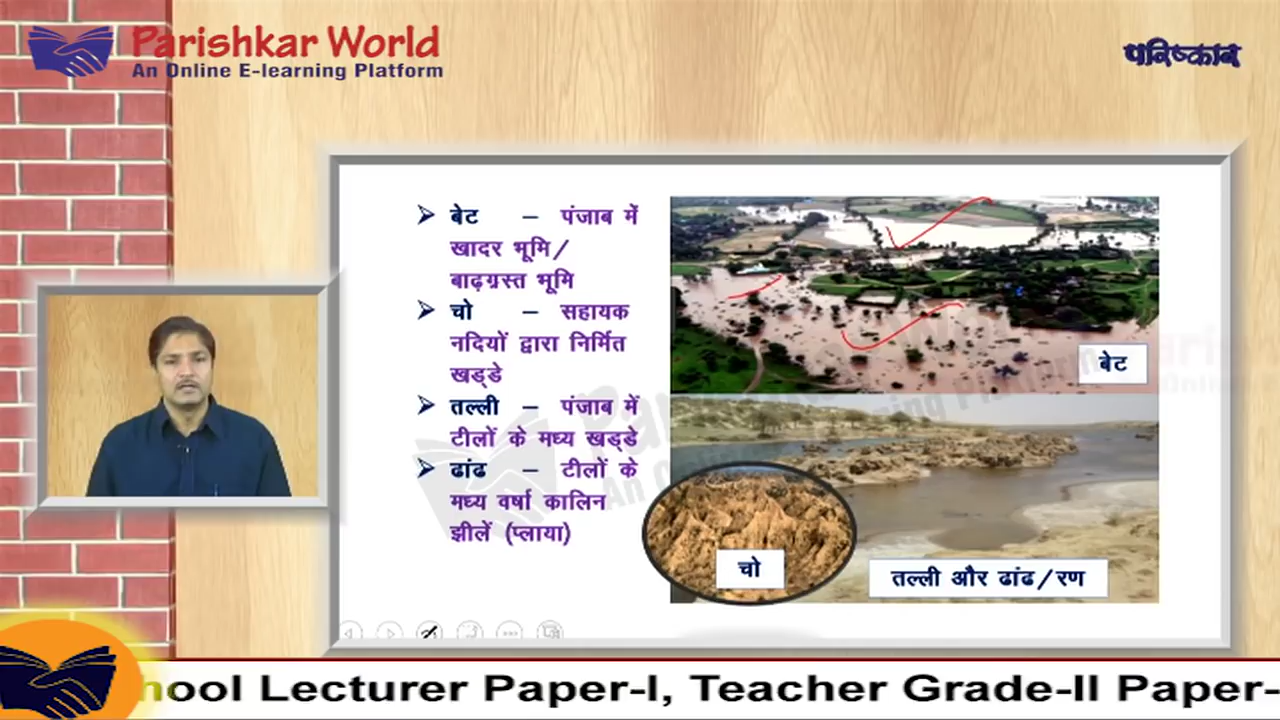 Parishkar World
An Online E-learning Platform
परिष्कार
➢ बेट – पंजाब में
खादर भूमि/
बाढ़ग्रस्त भूमि
➢ चो – सहायक
नदियों द्वारा निर्मित
खड्डे
➢ तल्ली – पंजाब में
टीलों के मध्य खड्डे
➢ ढांढ – टीलों के
मध्य वर्षा कालिन
झीलें (प्लाया)
बेट
चो
तल्ली और ढांढ/रण
hool Lecturer Paper-I, Teacher Grade-II Paper-